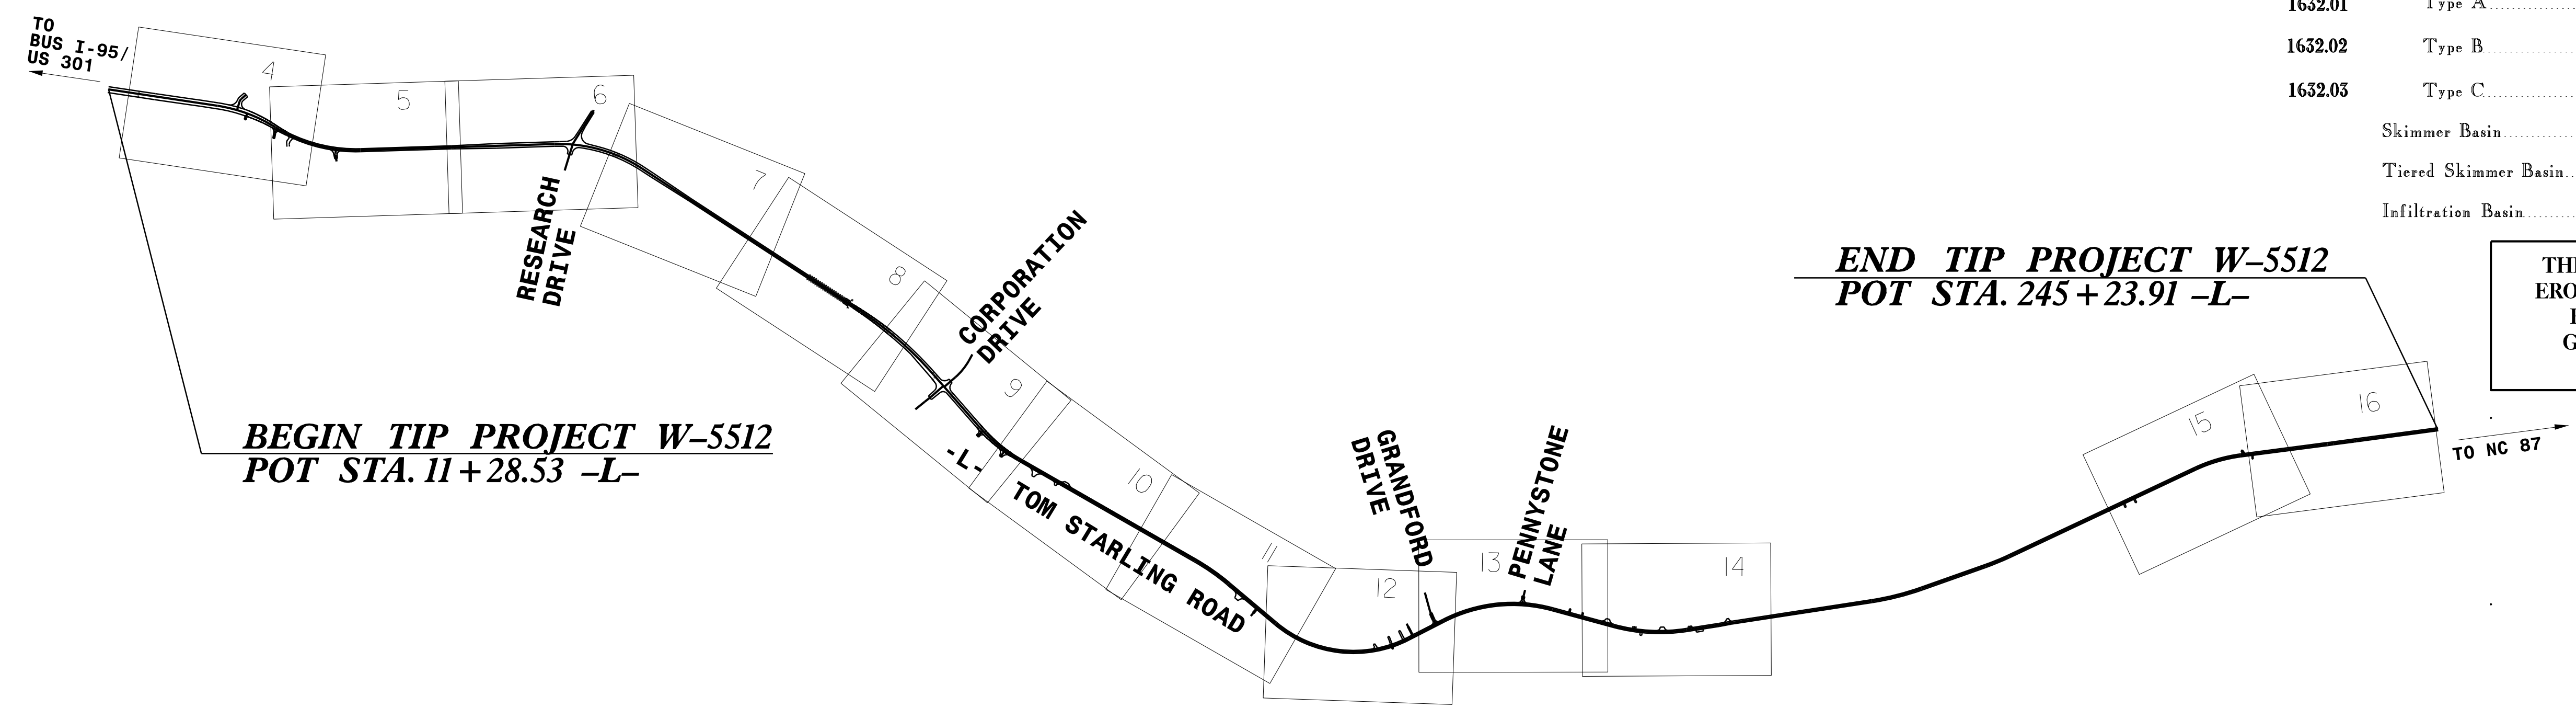 TO
BUS I-95/
US 301
4
5
6
7
8
9
10
11
12
13
14
15
16
RESEARCH
DRIVE
CORPORATION
DRIVE
-L-
TOM STARLING ROAD
GRANDFORD
DRIVE
PENNYSTONE
LANE
BEGIN TIP PROJECT W–5512
POT STA. 11+28.53 –L–
END TIP PROJECT W–5512
POT STA. 245+23.91 –L–
TO NC 87
1632.01 Type A
1632.02 Type B
1632.03 Type C
Skimmer Basin
Tiered Skimmer Basin
Infiltration Basin